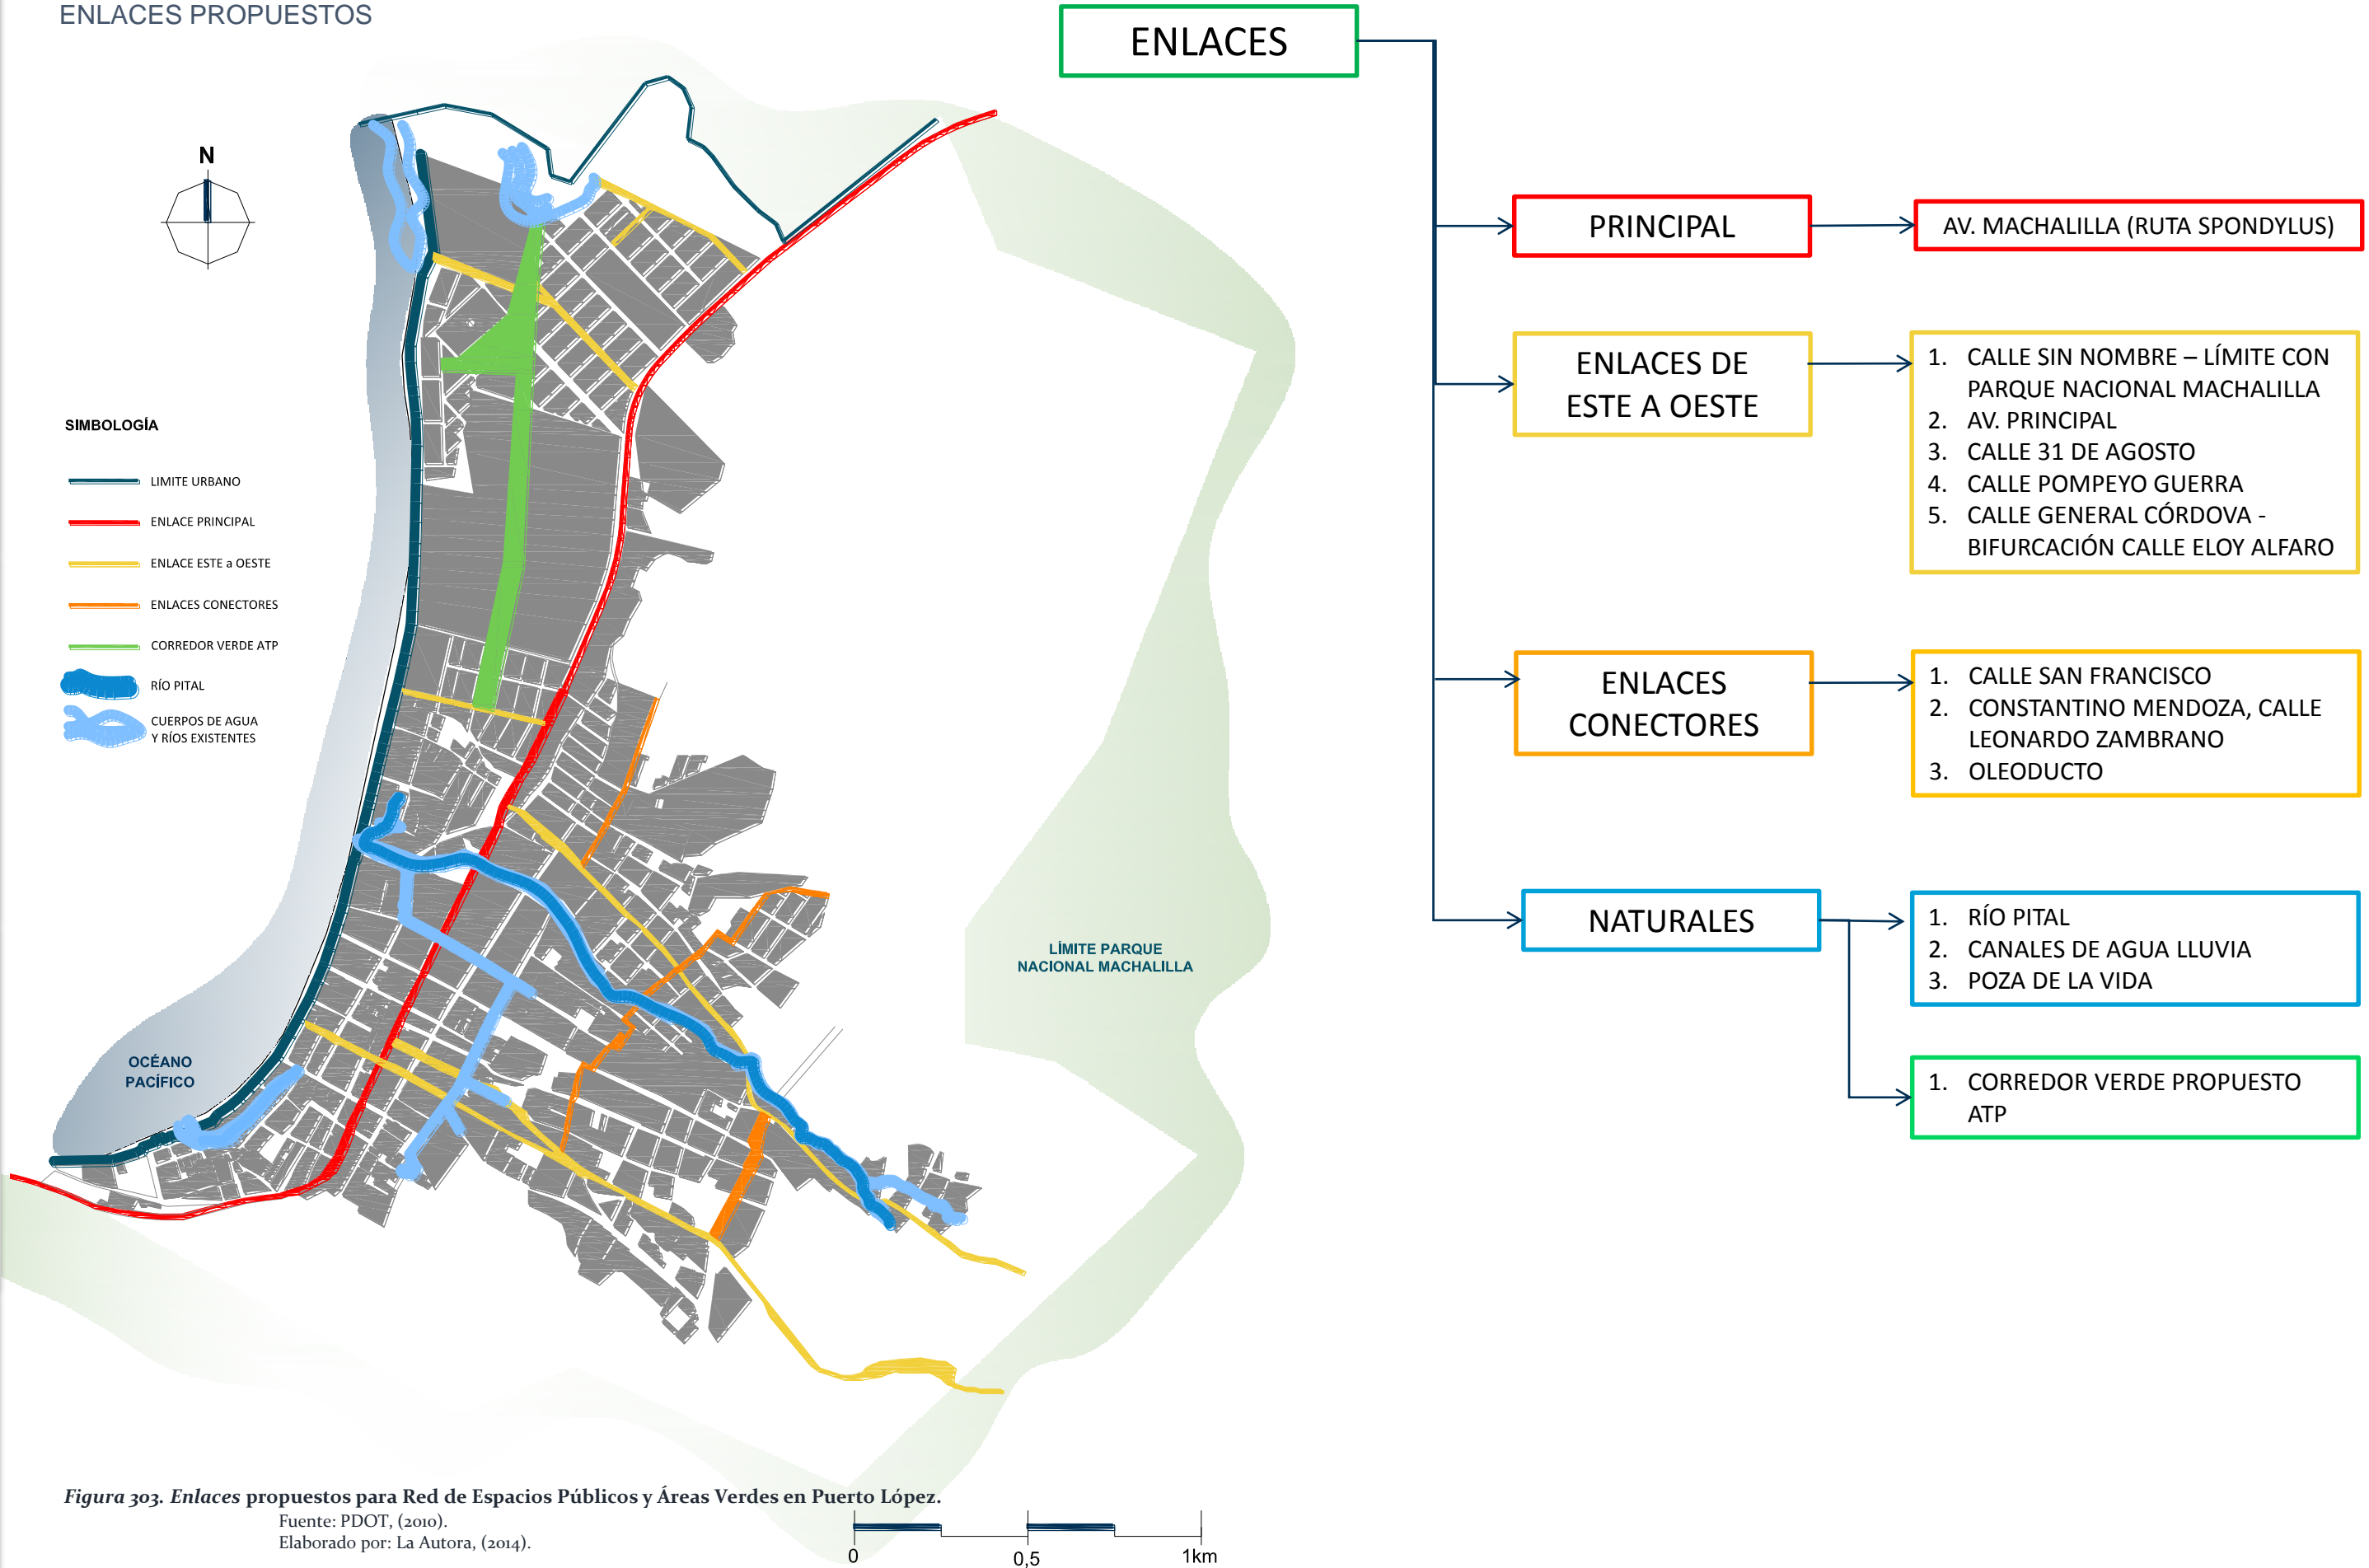 ENLACES PROPUESTOS
N
SIMBOLOGÍA
LIMITE URBANO
ENLACE PRINCIPAL
ENLACE ESTE a OESTE
ENLACES CONECTORES
CORREDOR VERDE ATP
RÍO PITAL
CUERPOS DE AGUA
Y RÍOS EXISTENTES
OCÉANO
PACÍFICO
LÍMITE PARQUE
NACIONAL MACHALILLA
ENLACES
PRINCIPAL
AV. MACHALILLA (RUTA SPONDYLUS)
ENLACES DE
ESTE A OESTE
1. CALLE SIN NOMBRE – LÍMITE CON
PARQUE NACIONAL MACHALILLA
2. AV. PRINCIPAL
3. CALLE 31 DE AGOSTO
4. CALLE POMPEYO GUERRA
5. CALLE GENERAL CÓRDOVA -
BIFURCACIÓN CALLE ELOY ALFARO
ENLACES
CONECTORES
1. CALLE SAN FRANCISCO
2. CONSTANTINO MENDOZA, CALLE
LEONARDO ZAMBRANO
3. OLEODUCTO
NATURALES
1. RÍO PITAL
2. CANALES DE AGUA LLUVIA
3. POZA DE LA VIDA
1. CORREDOR VERDE PROPUESTO
ATP
Figura 303. Enlaces propuestos para Red de Espacios Públicos y Áreas Verdes en Puerto López.
Fuente: PDOT, (2010).
Elaborado por: La Autora, (2014).
0 0,5 1km